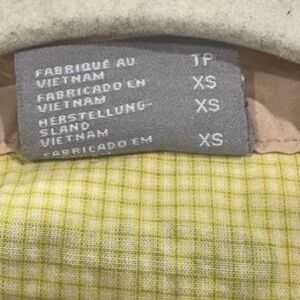 FABRIQUÉ AU TP
VIETNAM
FABRICADO EN XS
VIETNAM
HERSTELLUNG- XS
SLAND
VIETNAM
FABRICADO EM XS